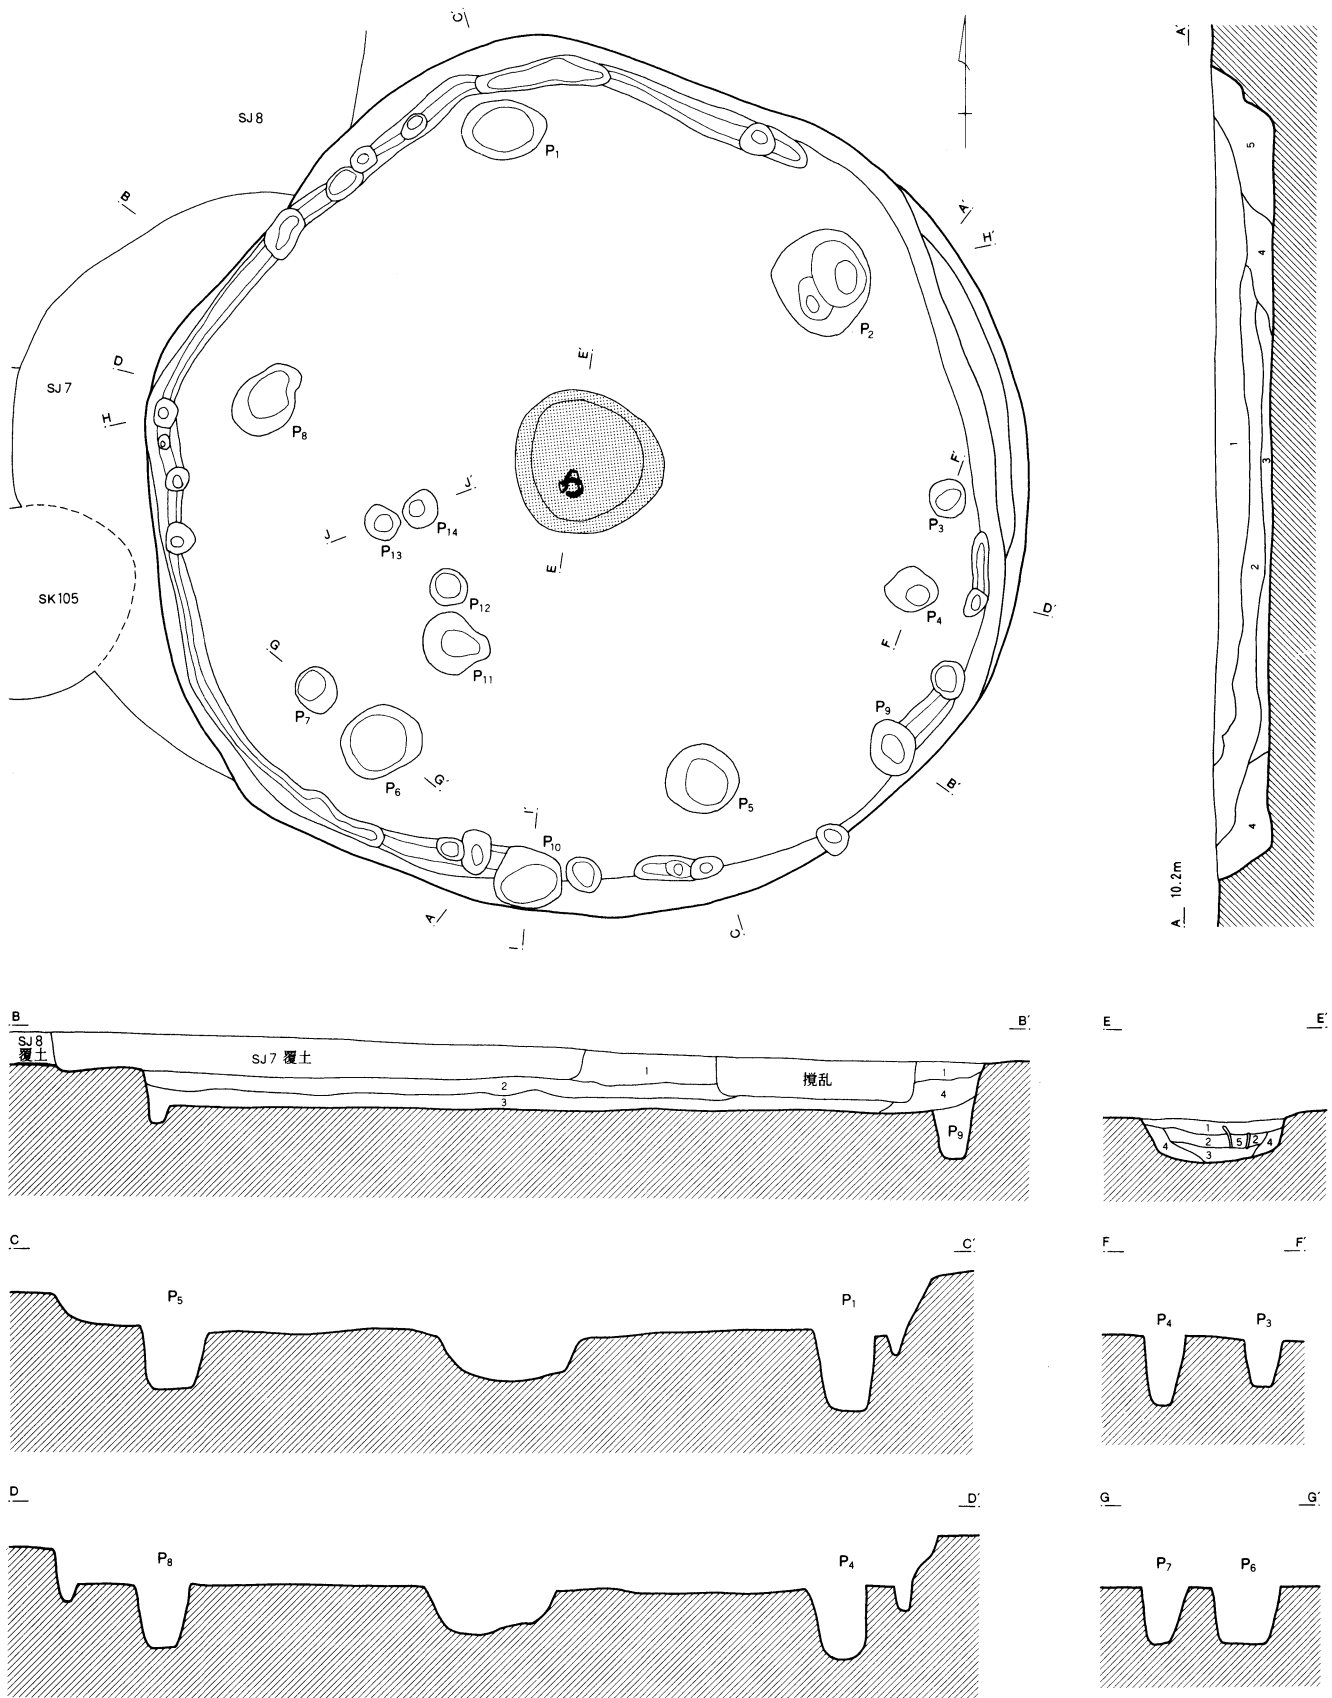 C'
SJ8
P1
B
A'
H'
P2
D
SJ7
H
E'
P8
F'
J'
P3
J
P14
P13
SK105
E
P12
P4
D'
F
G
P11
P7
P9
P6
G'
P5
B'
I'
P10
A
I
C
A'
5
4
1
3
2
4
A 10.2m
B
B'
SJ8
覆土
SJ7 覆土
1
撹乱
1
2
4
3
P9
E
E'
1
4
2
5
2
4
3
C
C'
P5
P1
F
F'
P4
P3
D
D'
P8
P4
G
G'
P7
P6